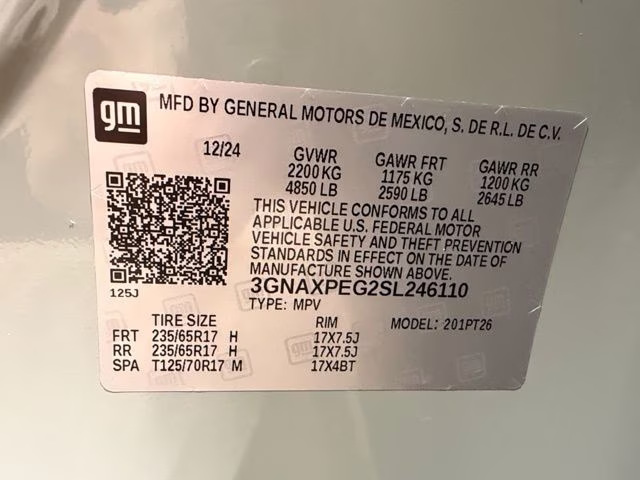 gm
MFD BY GENERAL MOTORS DE MEXICO, S. DE R.L. DE C.V.
12/24 GVWR GAWR FRT GAWR RR
2200 KG 1175 KG 1200 KG
4850 LB 2590 LB 2645 LB
THIS VEHICLE CONFORMS TO ALL
APPLICABLE U.S. FEDERAL MOTOR
VEHICLE SAFETY AND THEFT PREVENTION
STANDARDS IN EFFECT ON THE DATE OF
MANUFACTURE SHOWN ABOVE.
125J 3GNAXPEG2SL246110
TYPE: MPV
TIRE SIZE RIM MODEL: 201PT26
FRT 235/65R17 H 17X7.5J
RR 235/65R17 H 17X7.5J
SPA T125/70R17 M 17X4BT